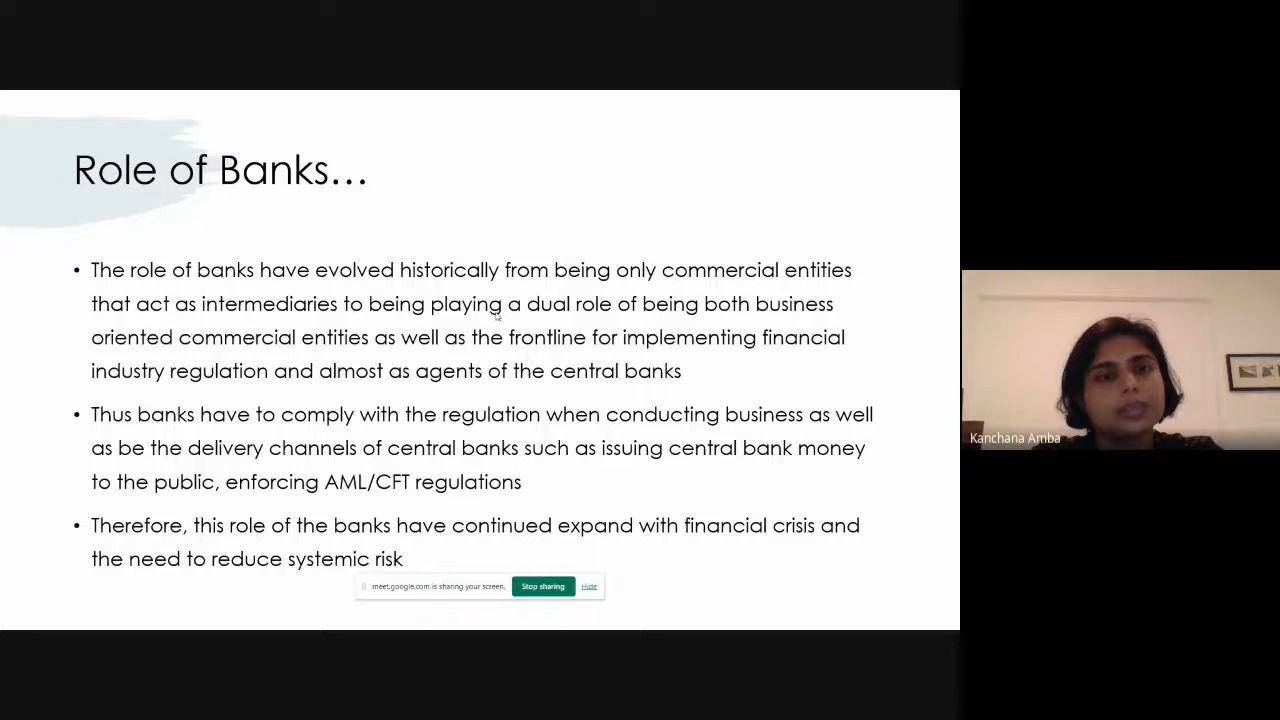 Role of Banks...
• The role of banks have evolved historically from being only commercial entities
that act as intermediaries to being playing a dual role of being both business
oriented commercial entities as well as the frontline for implementing financial
industry regulation and almost as agents of the central banks
• Thus banks have to comply with the regulation when conducting business as well
as be the delivery channels of central banks such as issuing central bank money
to the public, enforcing AML/CFT regulations
• Therefore, this role of the banks have continued expand with financial crisis and
the need to reduce systemic risk
meet.google.com is sharing your screen. Stop sharing Hide
Kanchana Amba